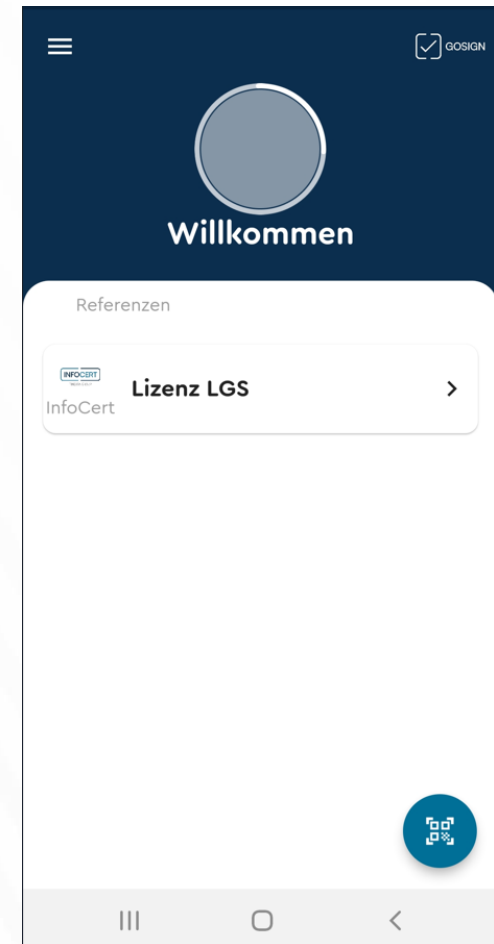 GOSIGN
Willkommen
Referenzen
INFOCERT
InfoCert
Lizenz LGS